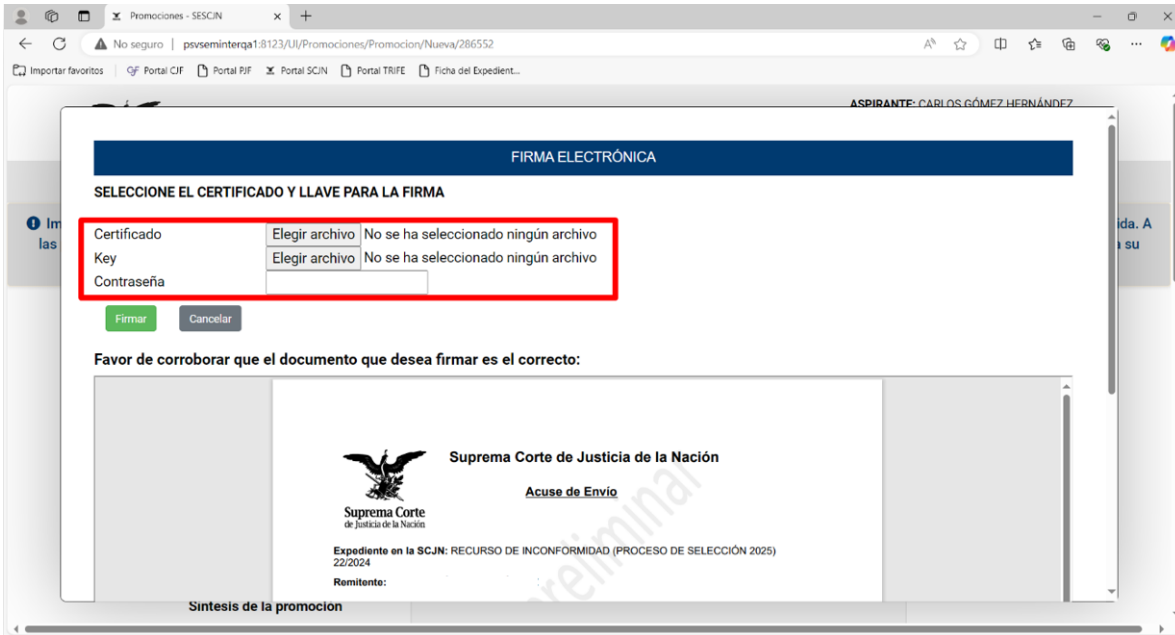 Promociones - SESCJN
No seguro | psvseminterqa1:8123/UI/Promociones/Promocion/Nueva/286552
Importar favoritos GF Portal CJF Portal PJF Portal SCJN Portal TRIFE Ficha del Expedient...
ASPIRANTE: CARLOS GÓMEZ HERNÁNDEZ
FIRMA ELECTRÓNICA
SELECCIONE EL CERTIFICADO Y LLAVE PARA LA FIRMA
Im ida. A
las su
Certificado Elegir archivo No se ha seleccionado ningún archivo
Key Elegir archivo No se ha seleccionado ningún archivo
Contraseña
Firmar Cancelar
Favor de corroborar que el documento que desea firmar es el correcto:
Suprema Corte de Justicia de la Nación
Acuse de Envío
Suprema Corte
de Justicia de la Nación
preliminar
Expediente en la SCJN: RECURSO DE INCONFORMIDAD (PROCESO DE SELECCIÓN 2025)
22/2024
Remitente:
Síntesis de la promoción